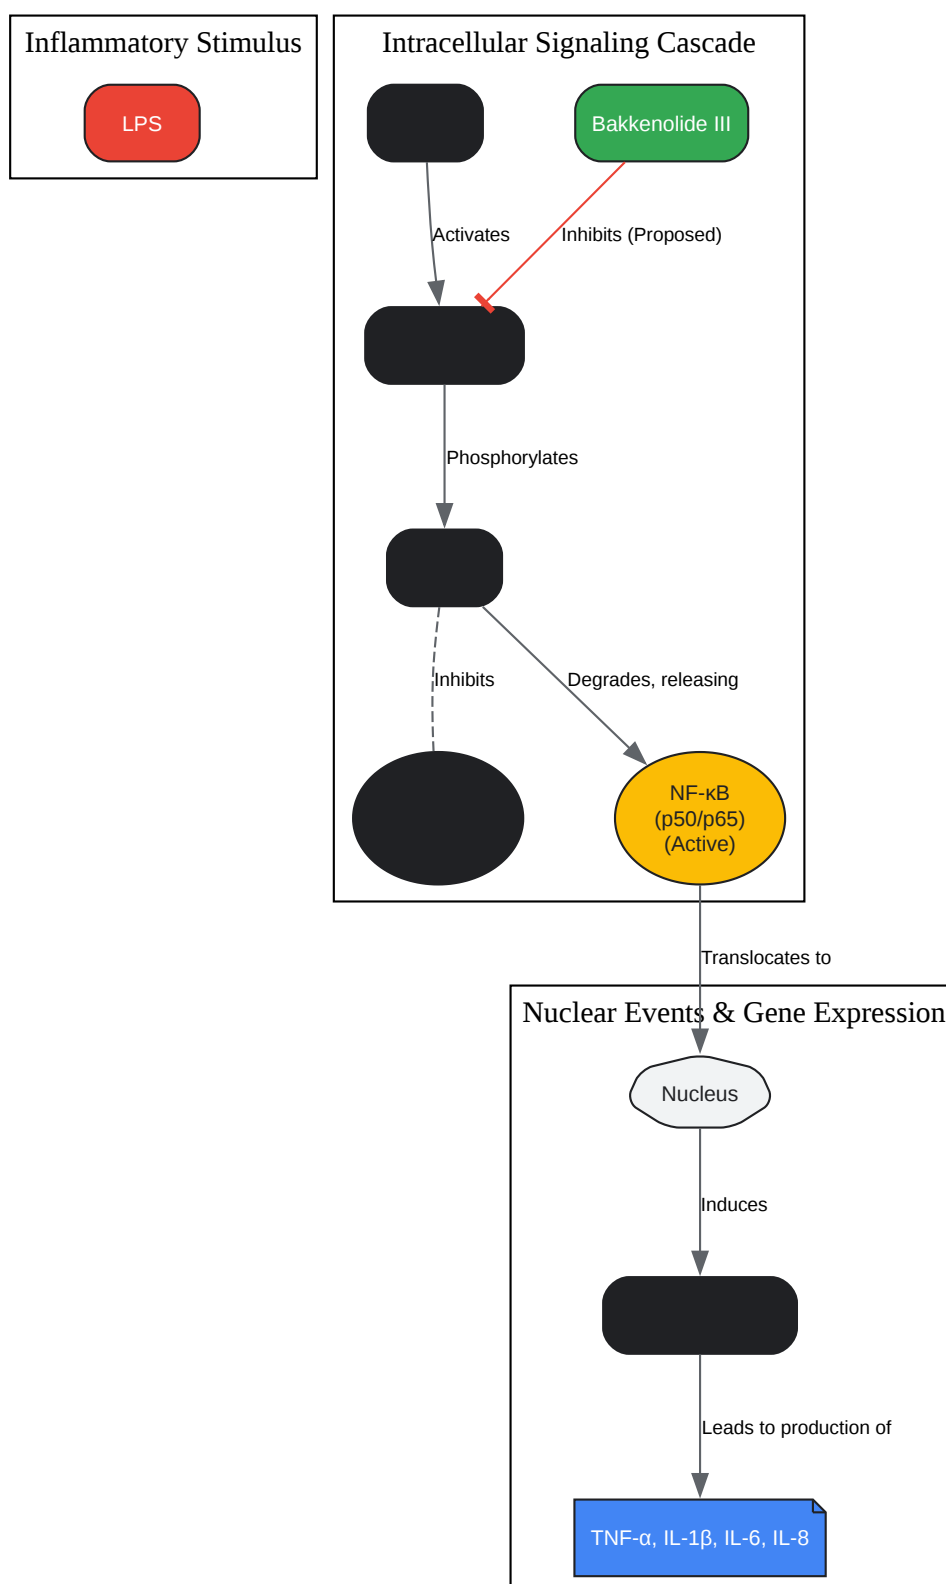 Inflammatory Stimulus
Intracellular Signaling Cascade
LPS
Bakkenolide III
Activates
Inhibits (Proposed)
Phosphorylates
Inhibits
Degrades, releasing
NF-κB
(p50/p65)
(Active)
Translocates to
Nuclear Events & Gene Expression
Nucleus
Induces
Leads to production of
TNF-α, IL-1β, IL-6, IL-8